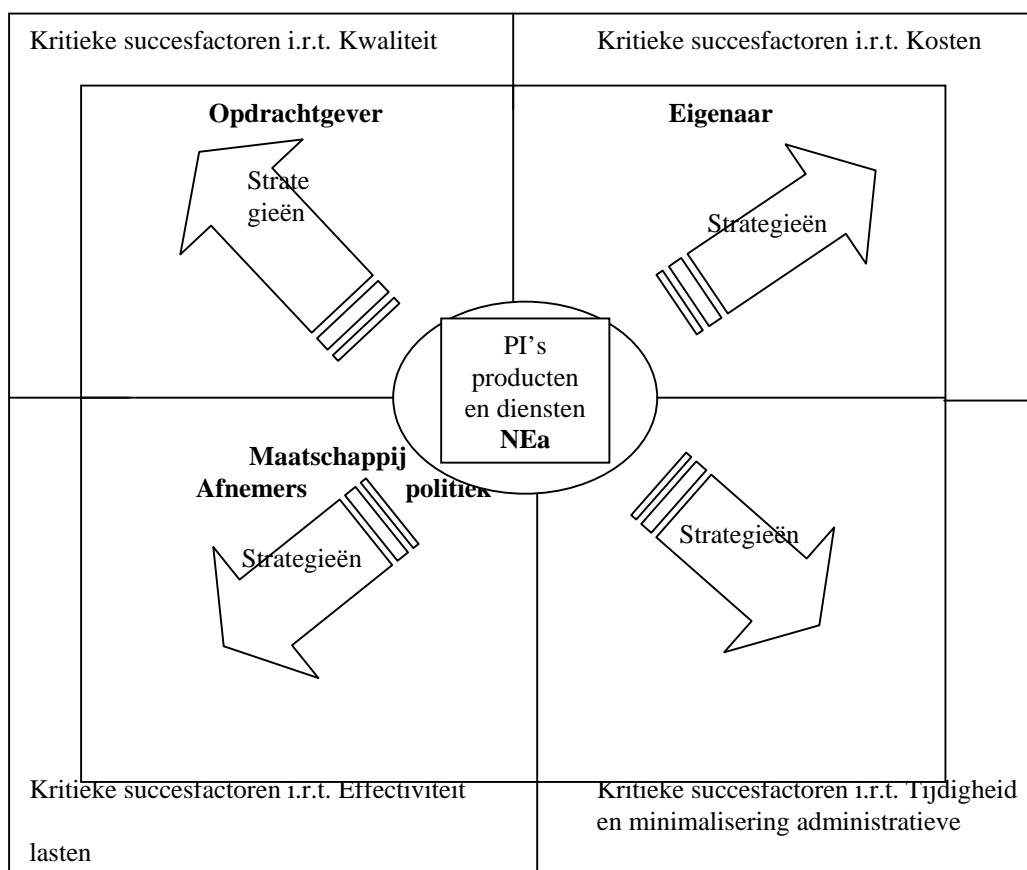 Kritieke succesfactoren i.r.t. Kwaliteit
Kritieke succesfactoren i.r.t. Kosten
Opdrachtgever
Eigenaar
Strate
gieën
Strategieën
PI's
producten
en diensten
NEa
Maatschappij
Afnemers politiek
Strategieën
Strategieën
Kritieke succesfactoren i.r.t. Effectiviteit
lasten
Kritieke succesfactoren i.r.t. Tijdigheid
en minimalisering administratieve